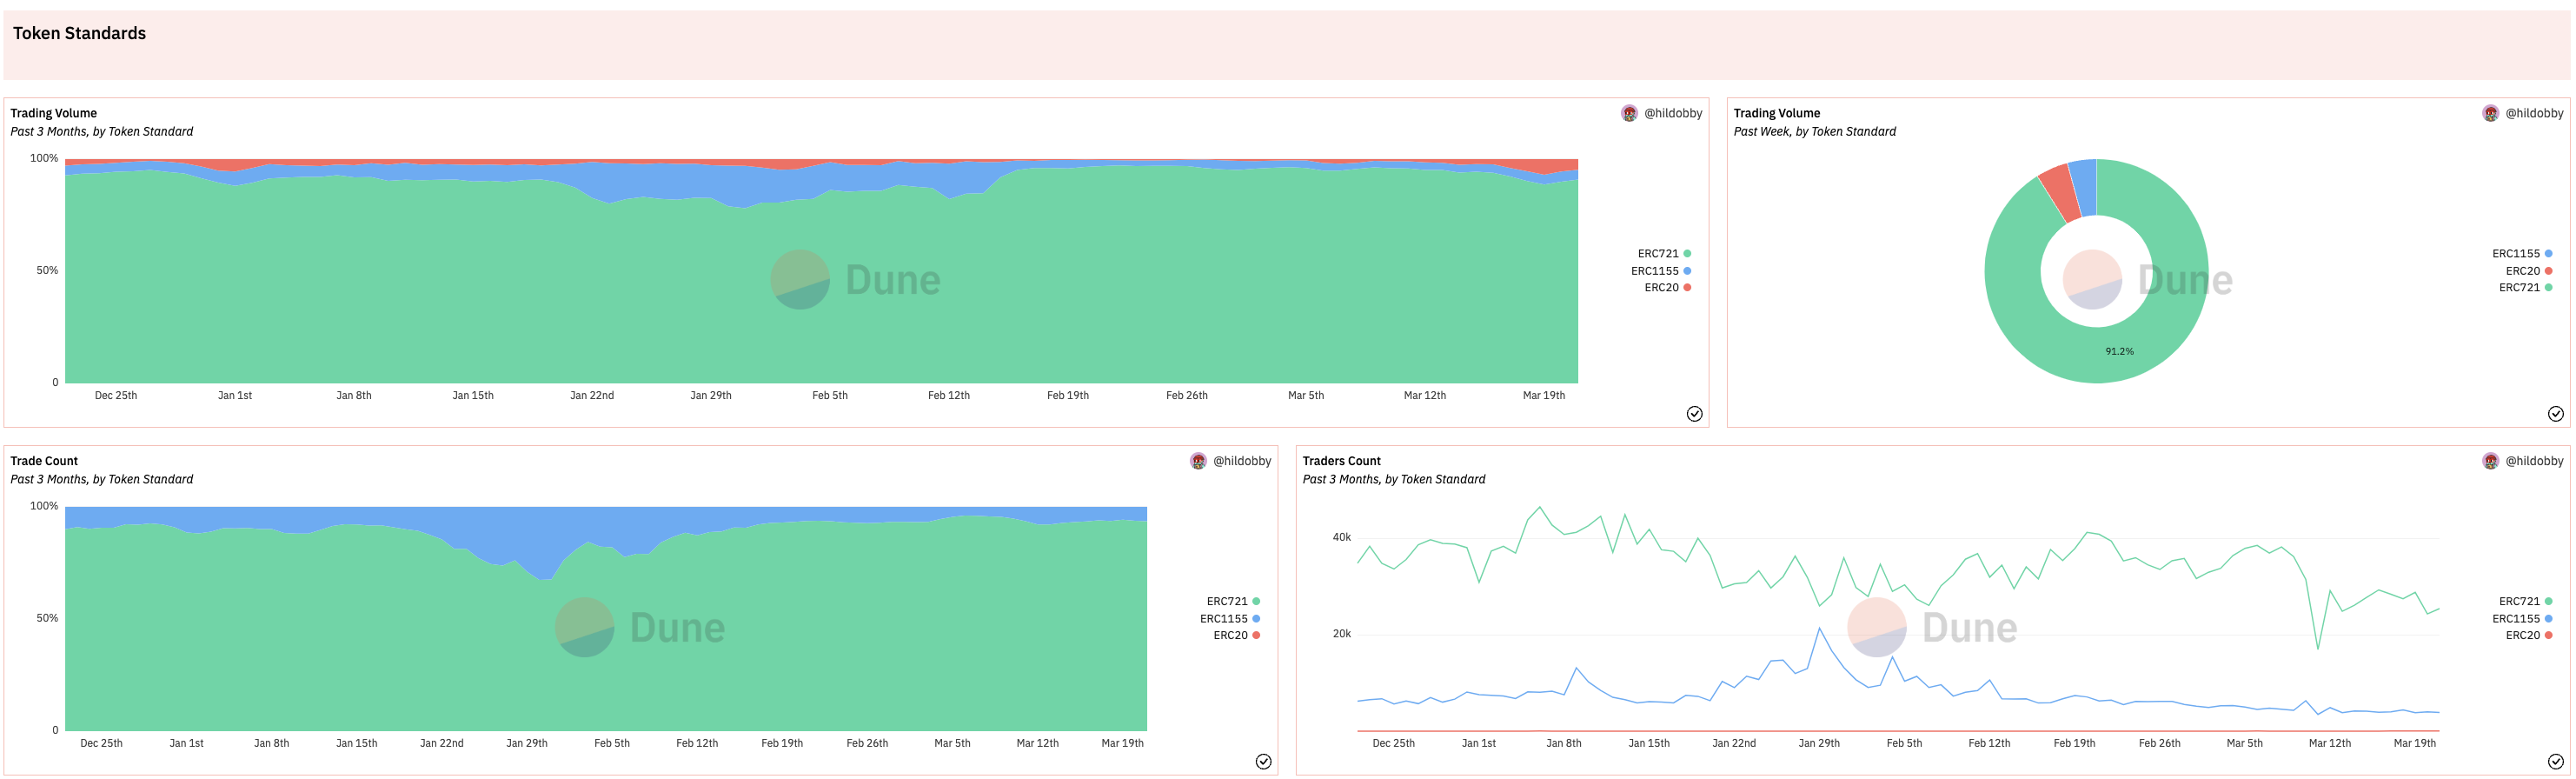 Token Standards
Trading Volume
@hildobby
Past 3 Months, by Token Standard
100%
50%
0
Dec 25th Jan 1st Jan 8th Jan 15th Jan 22nd Jan 29th Feb 5th Feb 12th Feb 19th Feb 26th Mar 5th Mar 12th Mar 19th
Dune
ERC721
ERC1155
ERC20
Trading Volume
@hildobby
Past Week, by Token Standard
91.2%
Dune
ERC1155
ERC20
ERC721
Trade Count
@hildobby
Past 3 Months, by Token Standard
100%
50%
0
Dec 25th Jan 1st Jan 8th Jan 15th Jan 22nd Jan 29th Feb 5th Feb 12th Feb 19th Feb 26th Mar 5th Mar 12th Mar 19th
Dune
ERC721
ERC1155
ERC20
Traders Count
@hildobby
Past 3 Months, by Token Standard
40k
20k
Dec 25th Jan 1st Jan 8th Jan 15th Jan 22nd Jan 29th Feb 5th Feb 12th Feb 19th Feb 26th Mar 5th Mar 12th Mar 19th
Dune
ERC721
ERC1155
ERC20